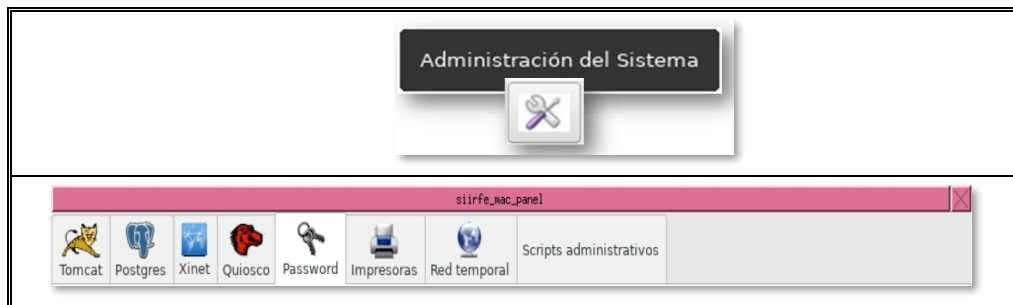 Administración del Sistema
siirfe_mac_panel
Tomcat Postgres Xinet Quiosco Password Impresoras Red temporal Scripts administrativos